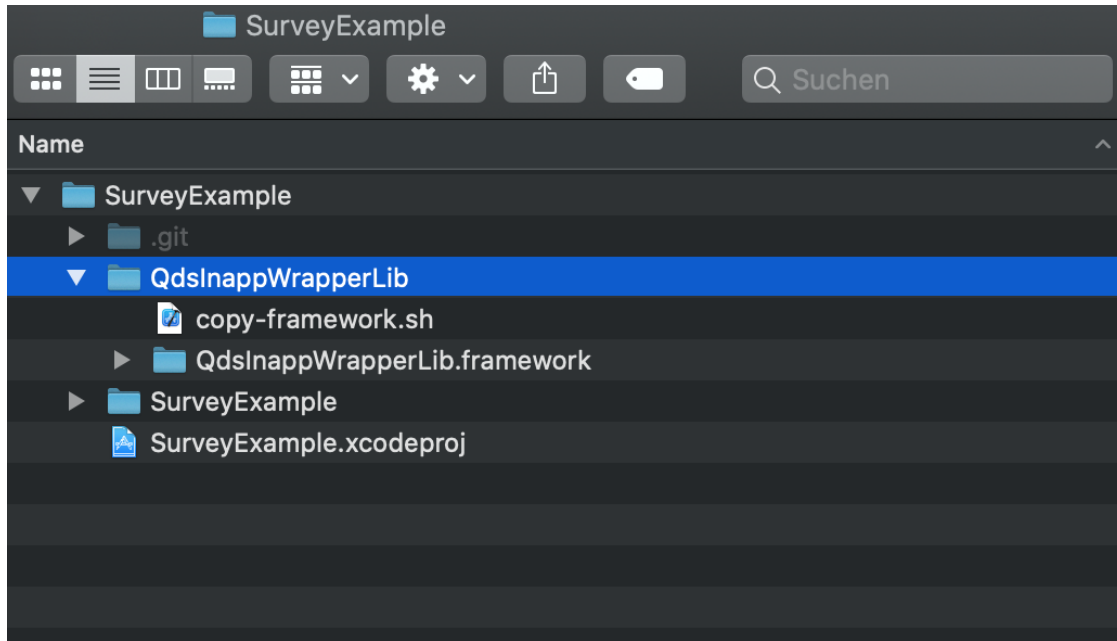 SurveyExample
Suchen
Name
SurveyExample
.git
QdsInappWrapperLib
copy-framework.sh
QdsInappWrapperLib.framework
SurveyExample
SurveyExample.xcodeproj